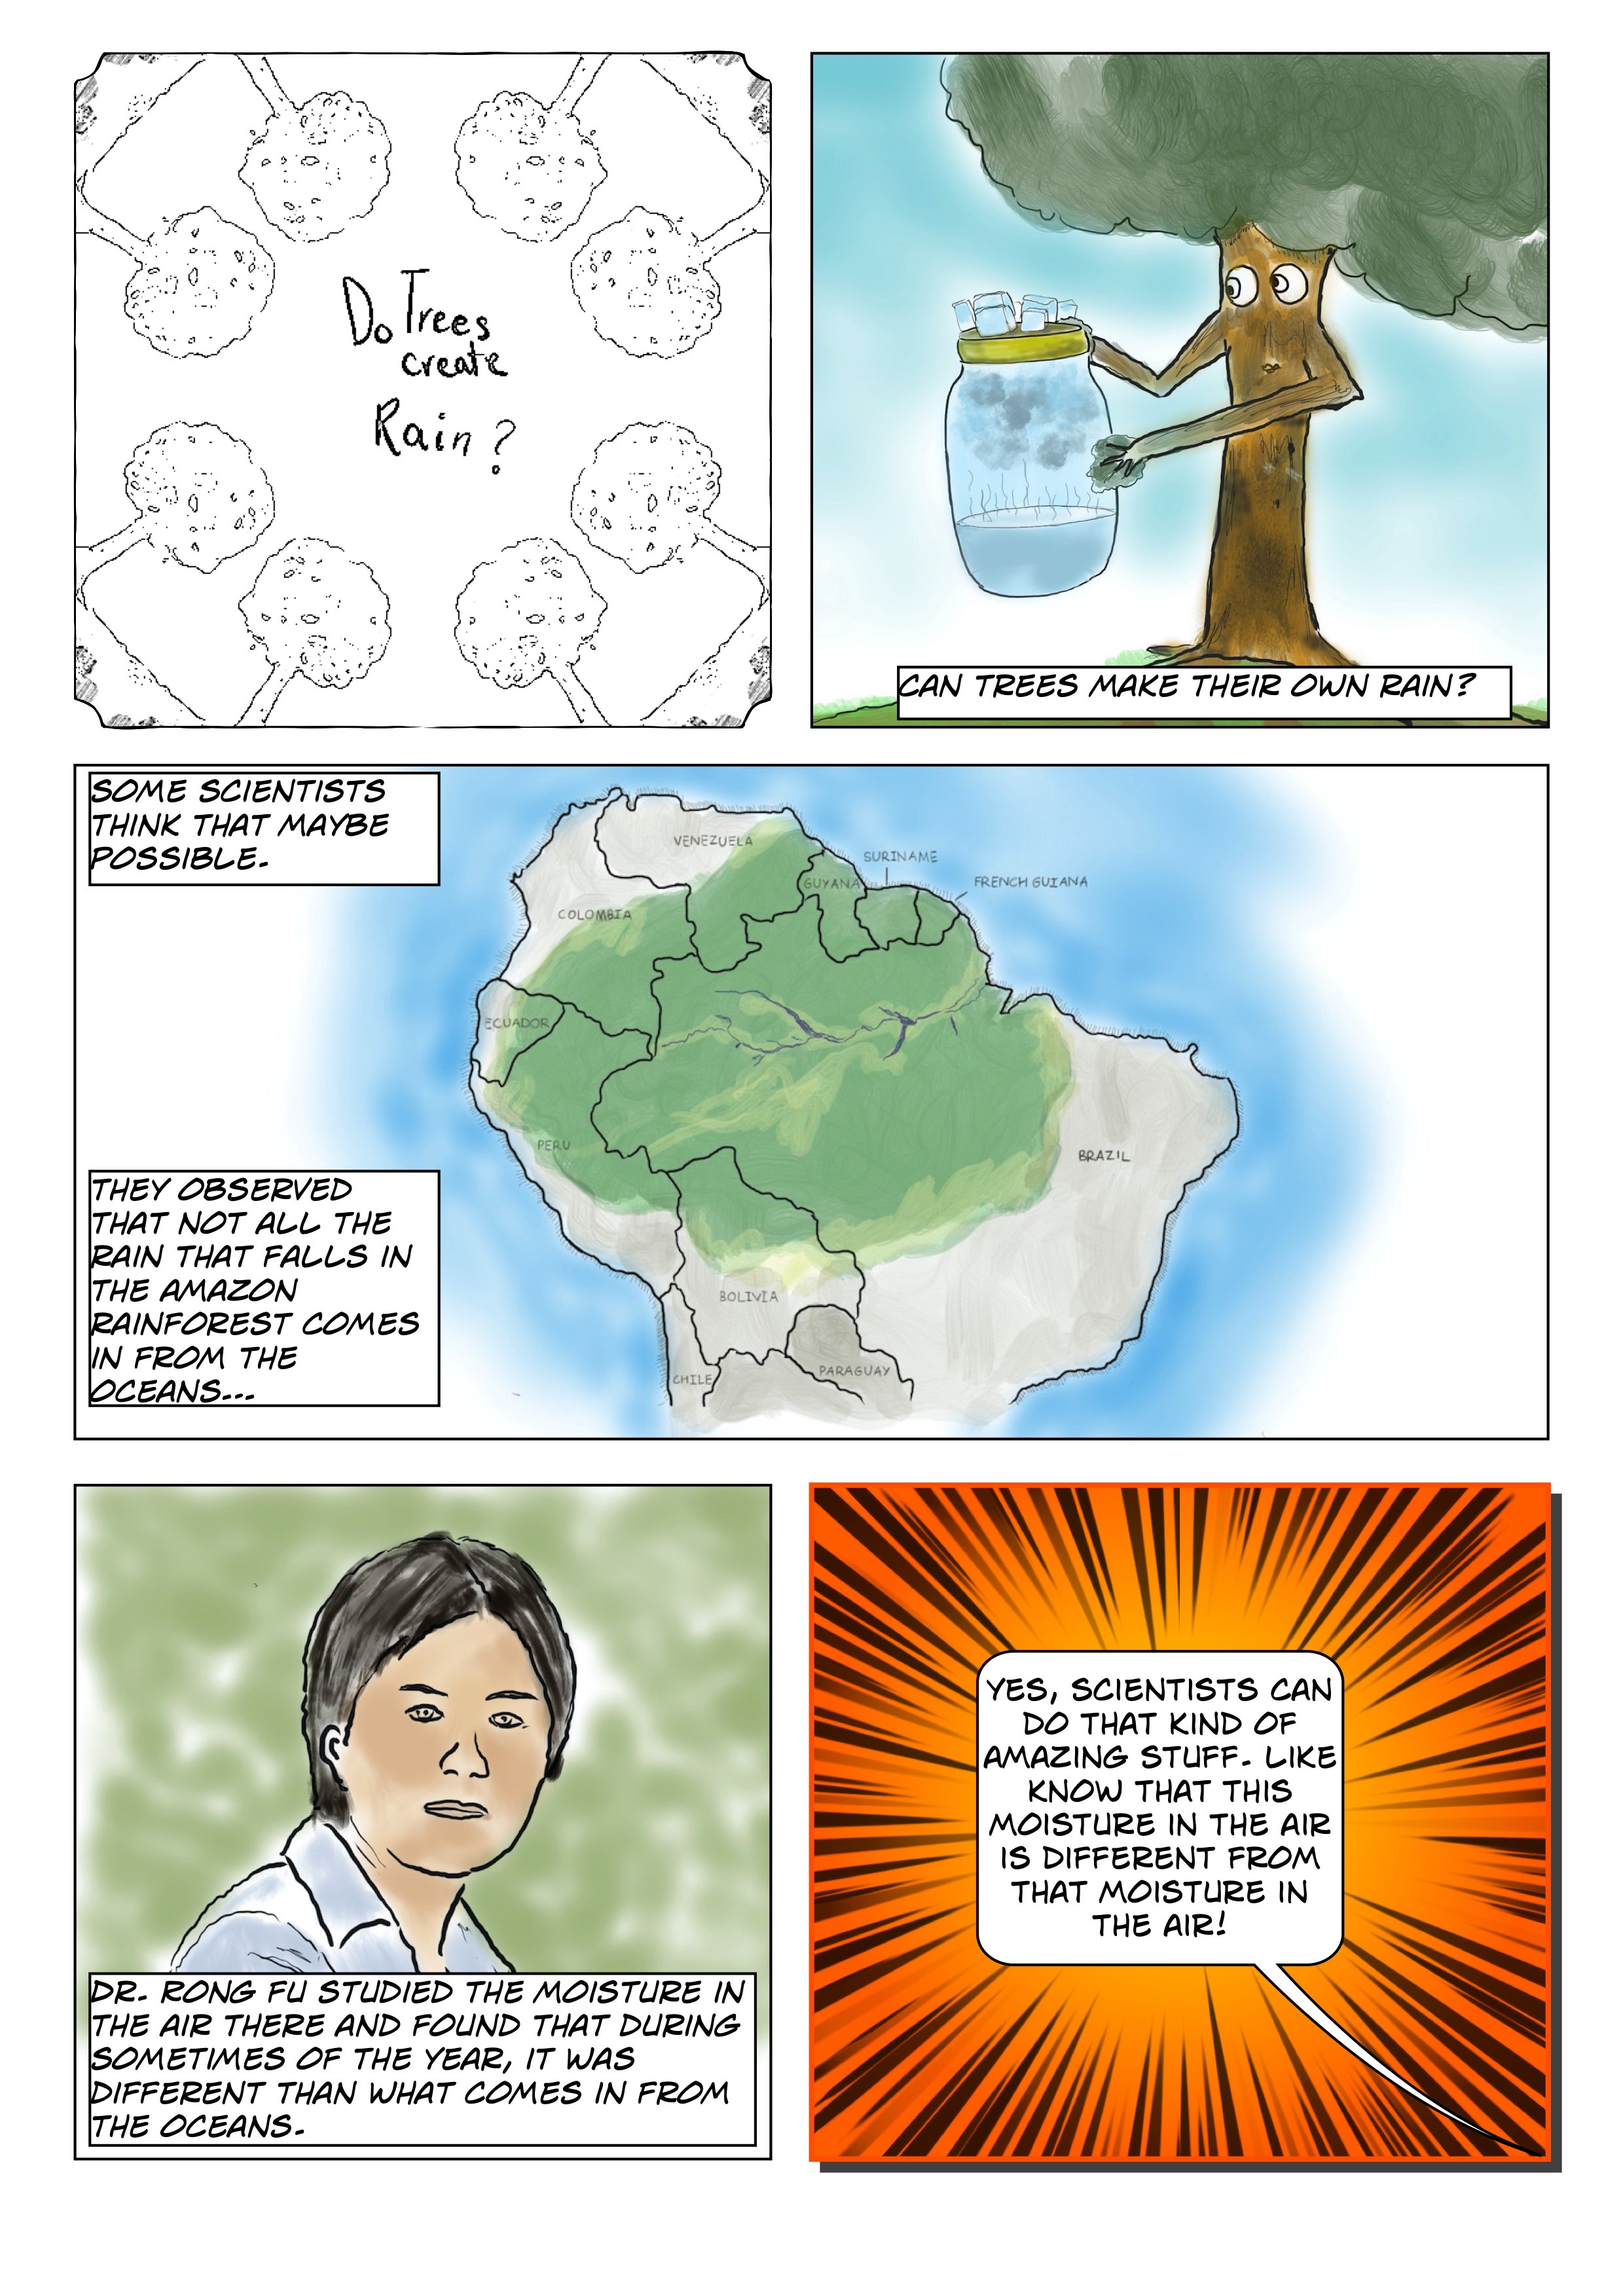 Do Trees
create
Rain?
CAN TREES MAKE THEIR OWN RAIN?
SOME SCIENTISTS
THINK THAT MAYBE
POSSIBLE.
VENEZUELA
SURINAME
GUYANA
FRENCH GUIANA
COLOMBIA
ECUADOR
PERU
BRAZIL
BOLIVIA
CHILE
PARAGUAY
THEY OBSERVED
THAT NOT ALL THE
RAIN THAT FALLS IN
THE AMAZON
RAINFOREST COMES
IN FROM THE
OCEANS...
DR. RONG FU STUDIED THE MOISTURE IN
THE AIR THERE AND FOUND THAT DURING
SOMETIMES OF THE YEAR, IT WAS
DIFFERENT THAN WHAT COMES IN FROM
THE OCEANS.
YES, SCIENTISTS CAN
DO THAT KIND OF
AMAZING STUFF. LIKE
KNOW THAT THIS
MOISTURE IN THE AIR
IS DIFFERENT FROM
THAT MOISTURE IN
THE AIR!